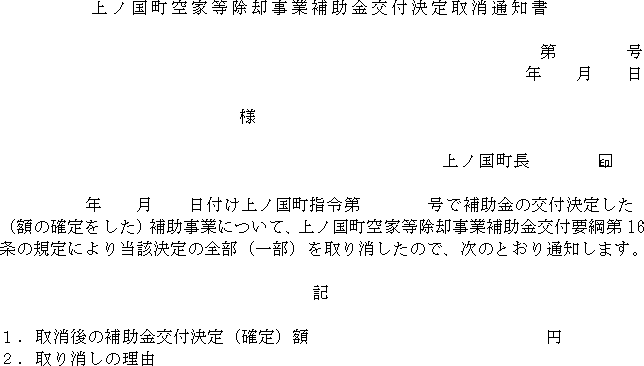 上ノ国町空家等除却事業補助金交付決定取消通知書
第　　　　号
年　　月　　日
様
上ノ国町長　　　　印
年　　月　　日付け上ノ国町指令第　　　　号で補助金の交付決定した
（額の確定をした）補助事業について、上ノ国町空家等除却事業補助金交付要綱第16
条の規定により当該決定の全部（一部）を取り消したので、次のとおり通知します。
記
１．取消後の補助金交付決定（確定）額　　　　　　　　　　　　　　円
２．取り消しの理由